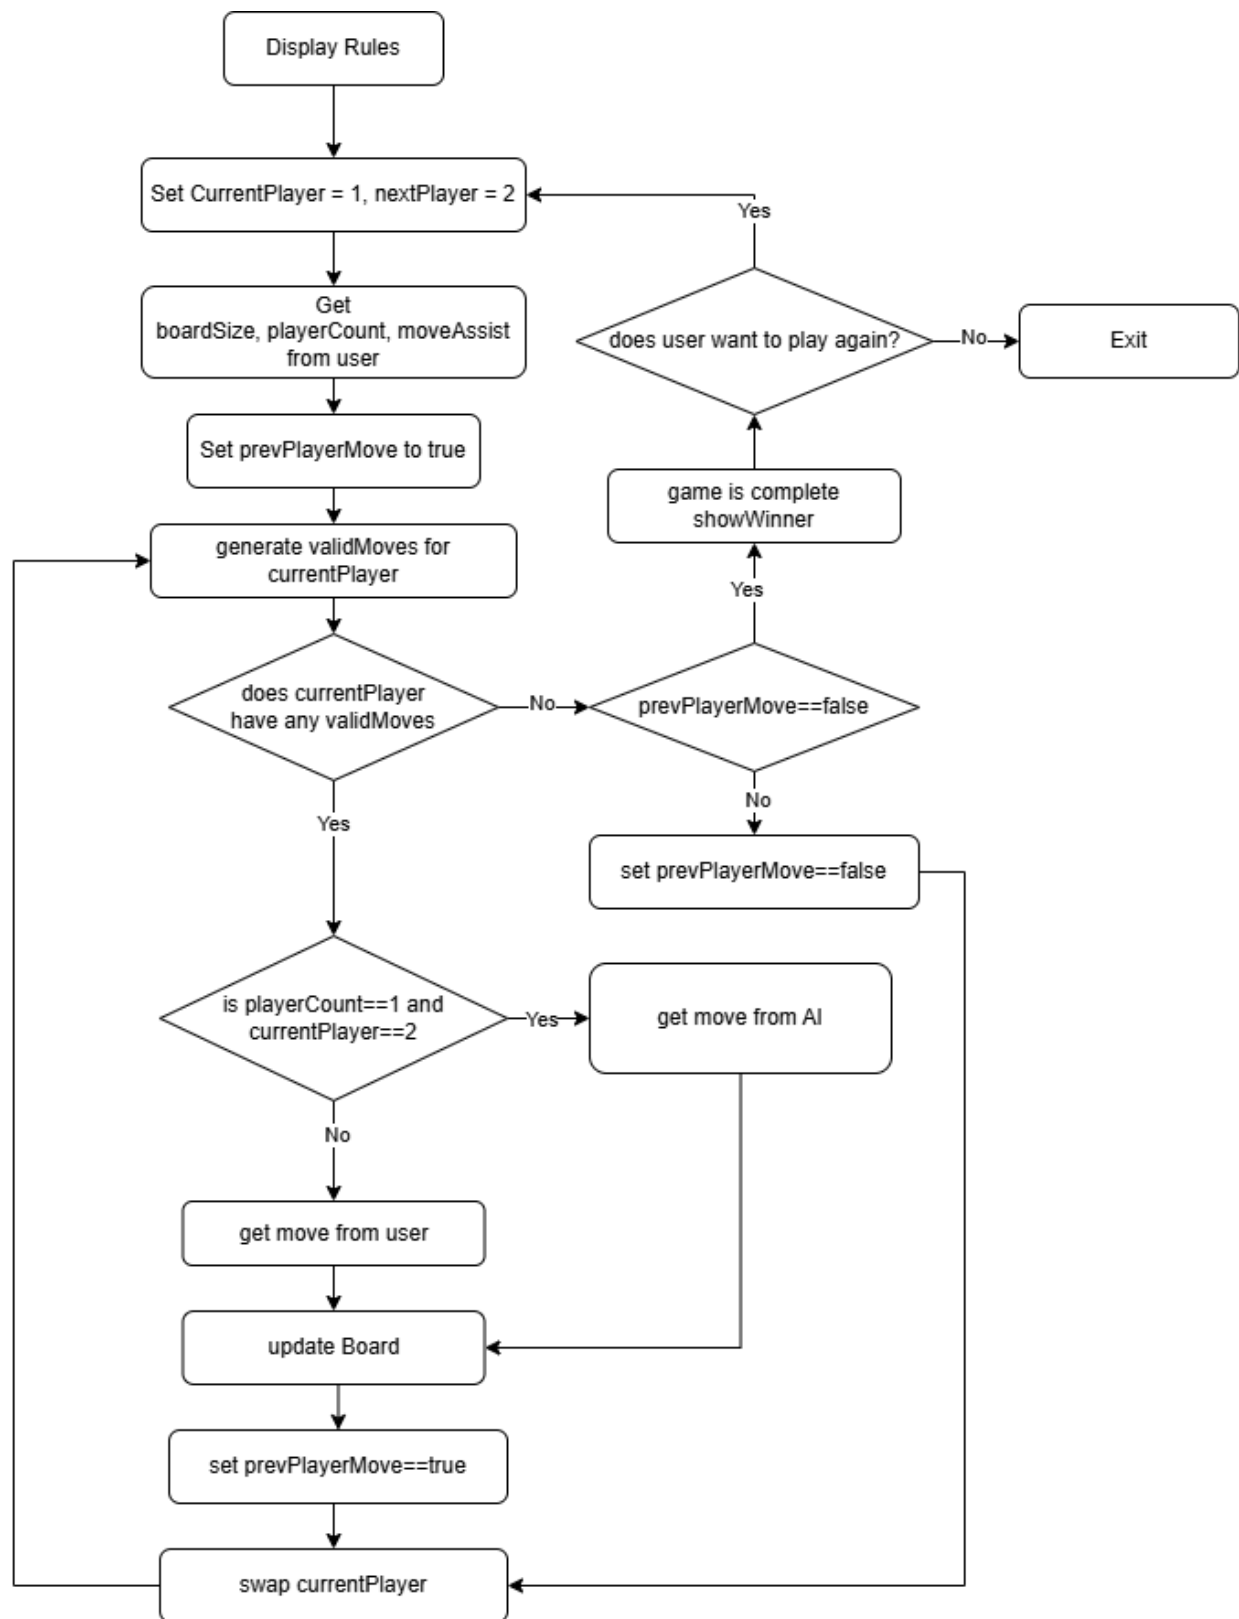 Display Rules
Set CurrentPlayer = 1, nextPlayer = 2
Yes
Get
boardSize, playerCount, moveAssist
from user
does user want to play again?
No
Exit
Set prevPlayerMove to true
game is complete
showWinner
generate validMoves for
currentPlayer
Yes
does currentPlayer
have any validMoves
No
prevPlayerMove==false
No
Yes
set prevPlayerMove==false
is playerCount==1 and
currentPlayer==2
Yes
get move from AI
No
get move from user
update Board
set prevPlayerMove==true
swap currentPlayer